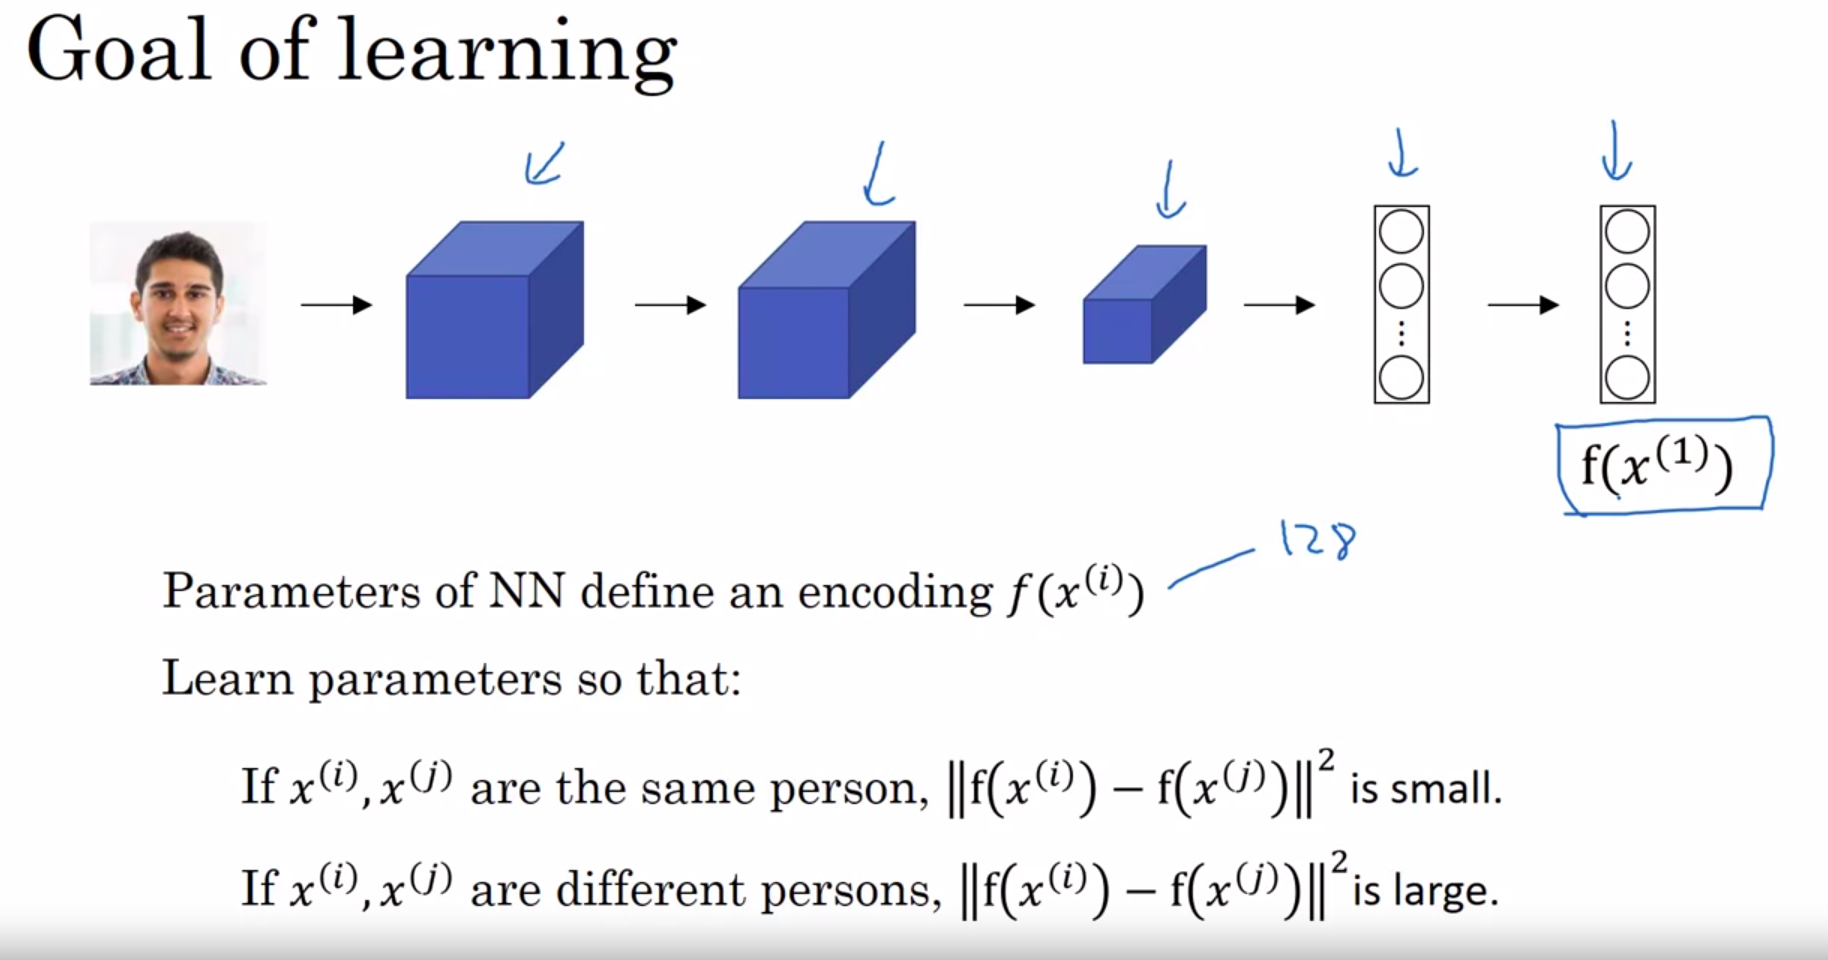 Goal of learning
f(x⁽¹⁾)
128
Parameters of NN define an encoding f(x⁽ⁱ⁾)
Learn parameters so that:
If x⁽ⁱ⁾, x⁽ʲ⁾ are the same person, ‖f(x⁽ⁱ⁾) − f(x⁽ʲ⁾)‖² is small.
If x⁽ⁱ⁾, x⁽ʲ⁾ are different persons, ‖f(x⁽ⁱ⁾) − f(x⁽ʲ⁾)‖² is large.